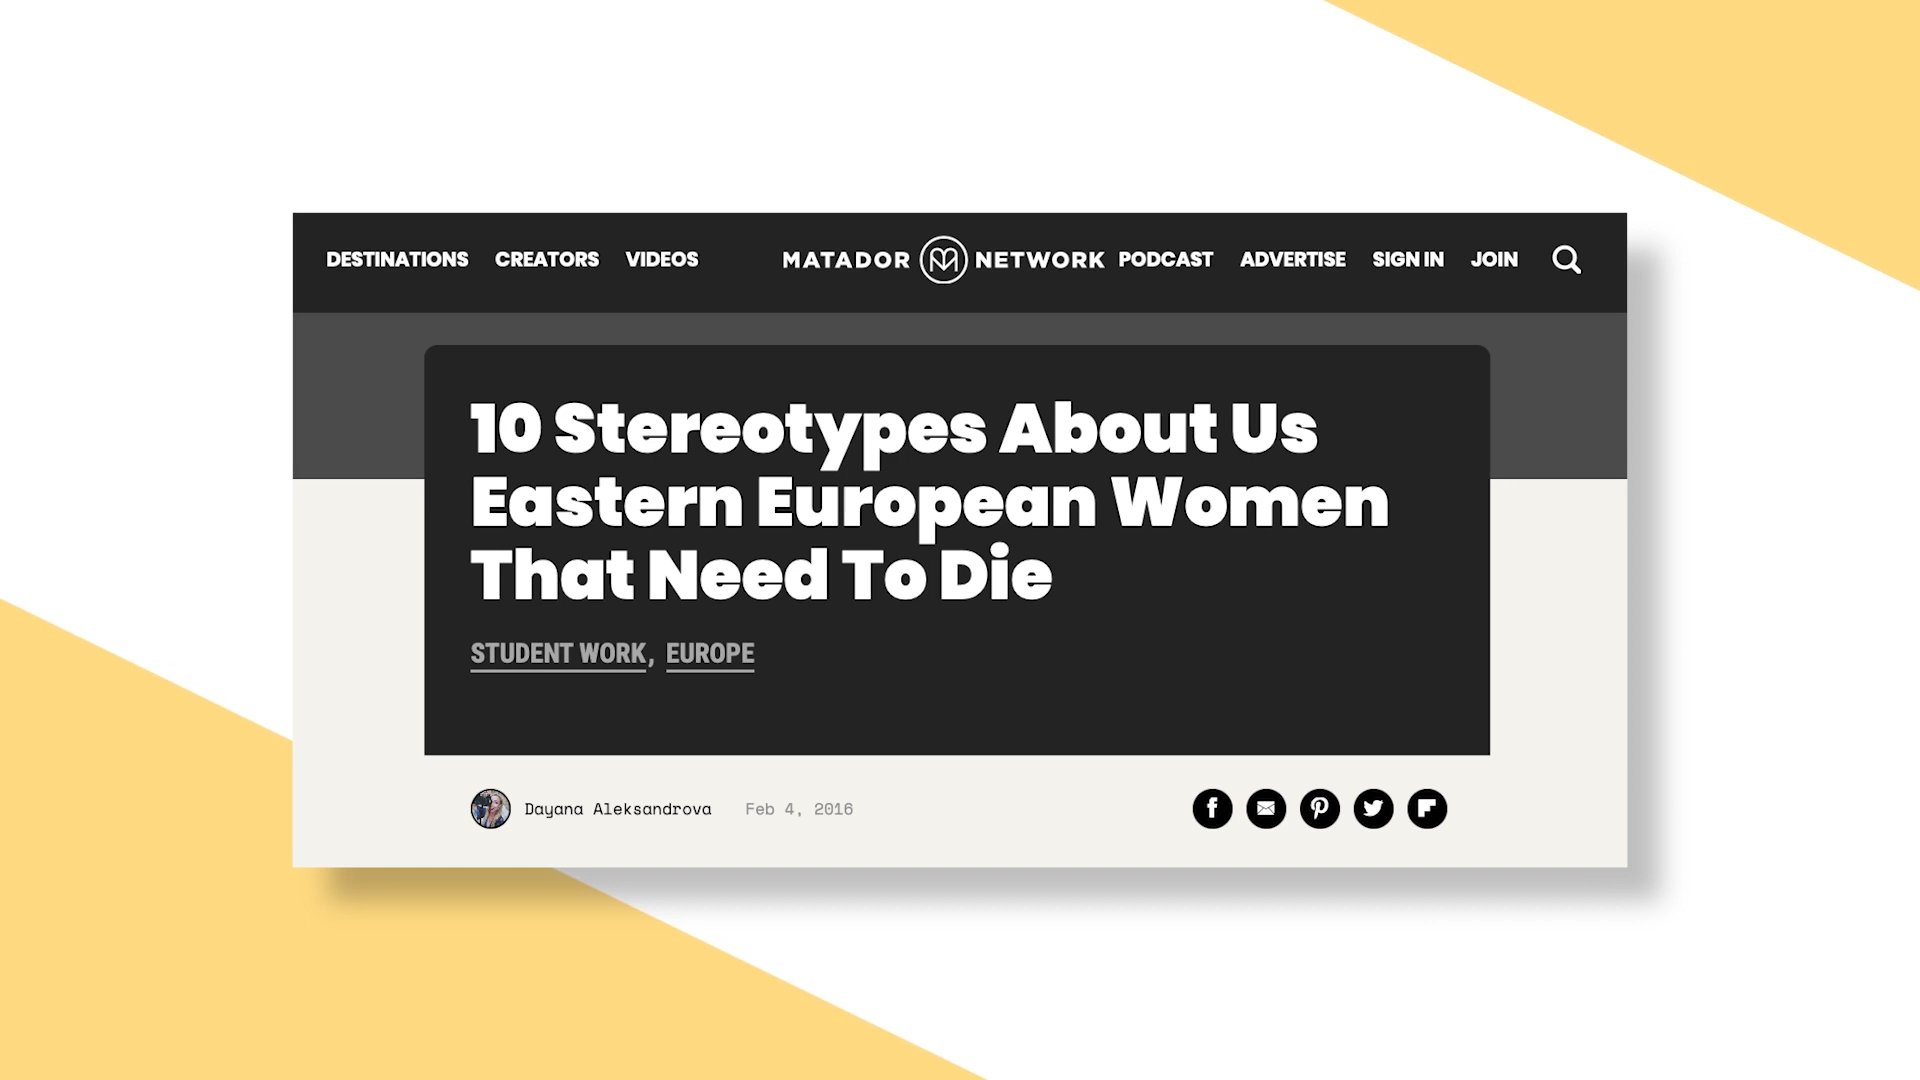 DESTINATIONS CREATORS VIDEOS MATADOR NETWORK PODCAST ADVERTISE SIGN IN JOIN
10 Stereotypes About Us
Eastern European Women
That Need To Die
STUDENT WORK, EUROPE
Dayana Aleksandrova Feb 4, 2016